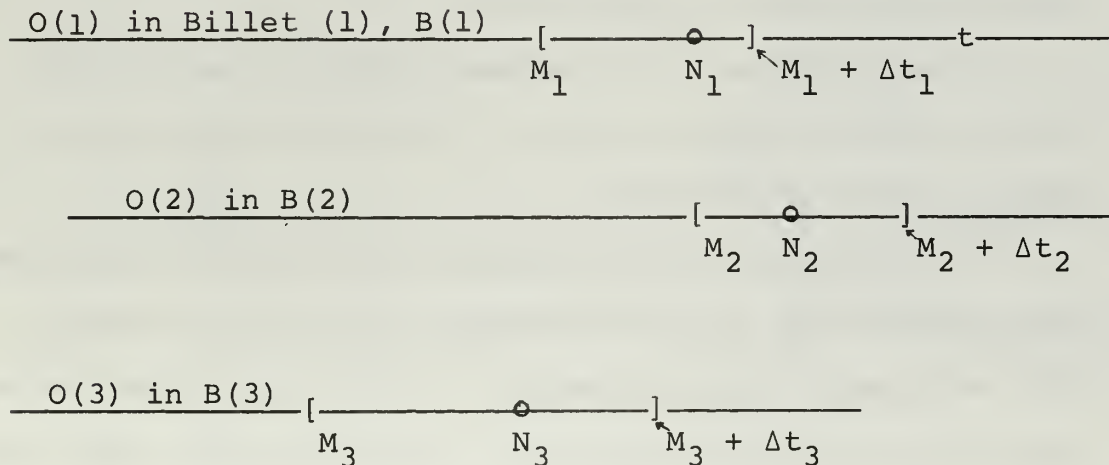 O(1) in Billet (1), B(1) [ ] t
M₁ N₁ M₁ + Δt₁
O(2) in B(2) [ ]
M₂ N₂ M₂ + Δt₂
O(3) in B(3) [ ]
M₃ N₃ M₃ + Δt₃